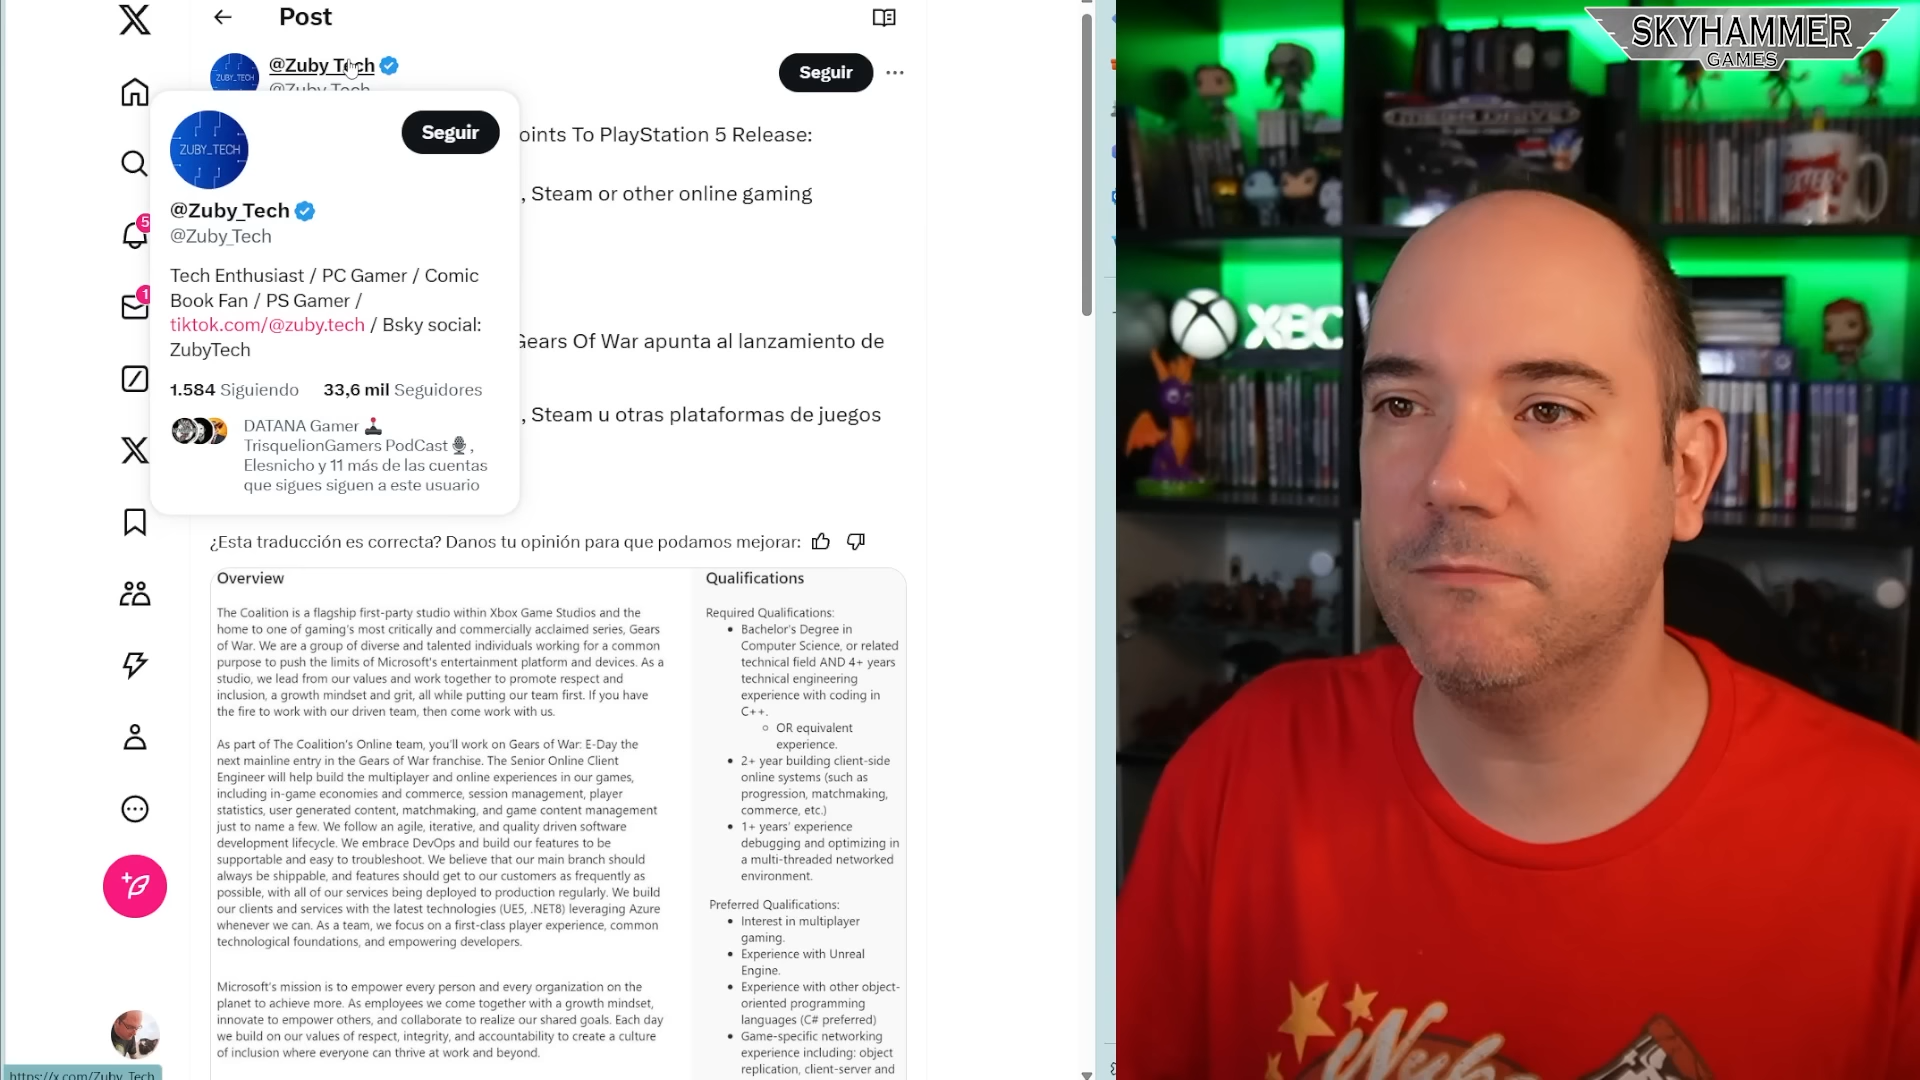 Post
@Zuby_Tech
@Zuby_Tech
Seguir
5
1
ZUBY_TECH
Seguir
ZUBY_TECH
@Zuby_Tech
@Zuby_Tech
Tech Enthusiast / PC Gamer / Comic
Book Fan / PS Gamer /
tiktok.com/@zuby.tech / Bsky social:
ZubyTech
1.584 Siguiendo 33,6 mil Seguidores
DATANA Gamer
TrisquelionGamers PodCast ,
Elesnicho y 11 más de las cuentas
que sigues siguen a este usuario
oints To PlayStation 5 Release:
, Steam or other online gaming
Gears Of War apunta al lanzamiento de
, Steam u otras plataformas de juegos
¿Esta traducción es correcta? Danos tu opinión para que podamos mejorar:
Overview
The Coalition is a flagship first-party studio within Xbox Game Studios and the
home to one of gaming's most critically and commercially acclaimed series, Gears
of War. We are a group of diverse and talented individuals working for a common
purpose to push the limits of Microsoft's entertainment platform and devices. As a
studio, we lead from our values and work together to promote respect and
inclusion, a growth mindset and grit, all while putting our team first. If you have
the fire to work with our driven team, then come work with us.
As part of The Coalition's Online team, you'll work on Gears of War: E-Day the
next mainline entry in the Gears of War franchise. The Senior Online Client
Engineer will help build the multiplayer and online experiences in our games,
including in-game economies and commerce, session management, player
statistics, user generated content, matchmaking, and game content management
just to name a few. We follow an agile, iterative, and quality driven software
development lifecycle. We embrace DevOps and build our features to be
supportable and easy to troubleshoot. We believe that our main branch should
always be shippable, and features should get to our customers as frequently as
possible, with all of our services being deployed to production regularly. We build
our clients and services with the latest technologies (UE5, .NET8) leveraging Azure
whenever we can. As a team, we focus on a first-class player experience, common
technological foundations, and empowering developers.
Microsoft's mission is to empower every person and every organization on the
planet to achieve more. As employees we come together with a growth mindset,
innovate to empower others, and collaborate to realize our shared goals. Each day
we build on our values of respect, integrity, and accountability to create a culture
of inclusion where everyone can thrive at work and beyond.
Qualifications
Required Qualifications:
Bachelor's Degree in
Computer Science, or related
technical field AND 4+ years
technical engineering
experience with coding in
C++.
OR equivalent
experience.
2+ year building client-side
online systems (such as
progression, matchmaking,
commerce, etc.)
1+ years' experience
debugging and optimizing in
a multi-threaded networked
environment.
Preferred Qualifications:
Interest in multiplayer
gaming.
Experience with Unreal
Engine.
Experience with other object-
oriented programming
languages (C# preferred)
Game-specific networking
experience including: object
replication, client-server and
https://x.com/Zuby_Tech
SKYHAMMER
GAMES
MEGA DRIVE
XBO